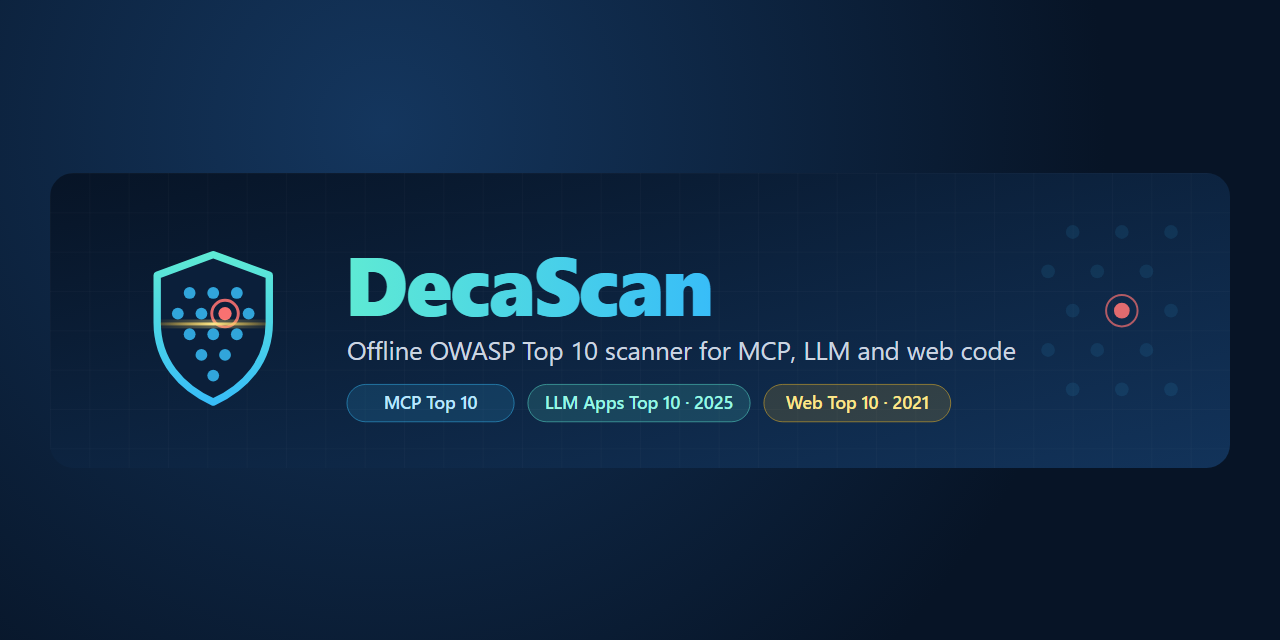 DecaScan
Offline OWASP Top 10 scanner for MCP, LLM and web code
MCP Top 10
LLM Apps Top 10 · 2025
Web Top 10 · 2021